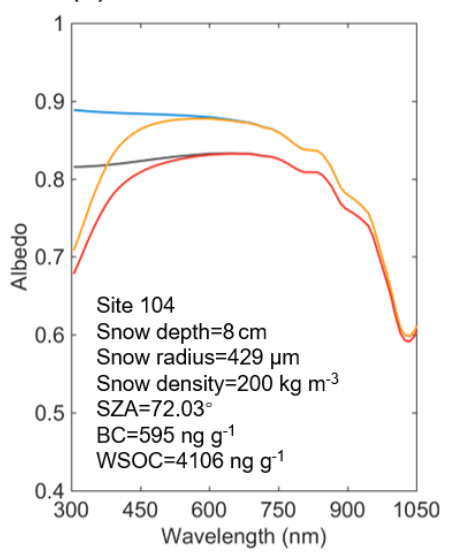 1
0.9
0.8
0.7
0.6
0.5
0.4
Albedo
Site 104
Snow depth=8 cm
Snow radius=429 μm
Snow density=200 kg m-3
SZA=72.03°
BC=595 ng g-1
WSOC=4106 ng g-1
300 450 600 750 900 1050
Wavelength (nm)